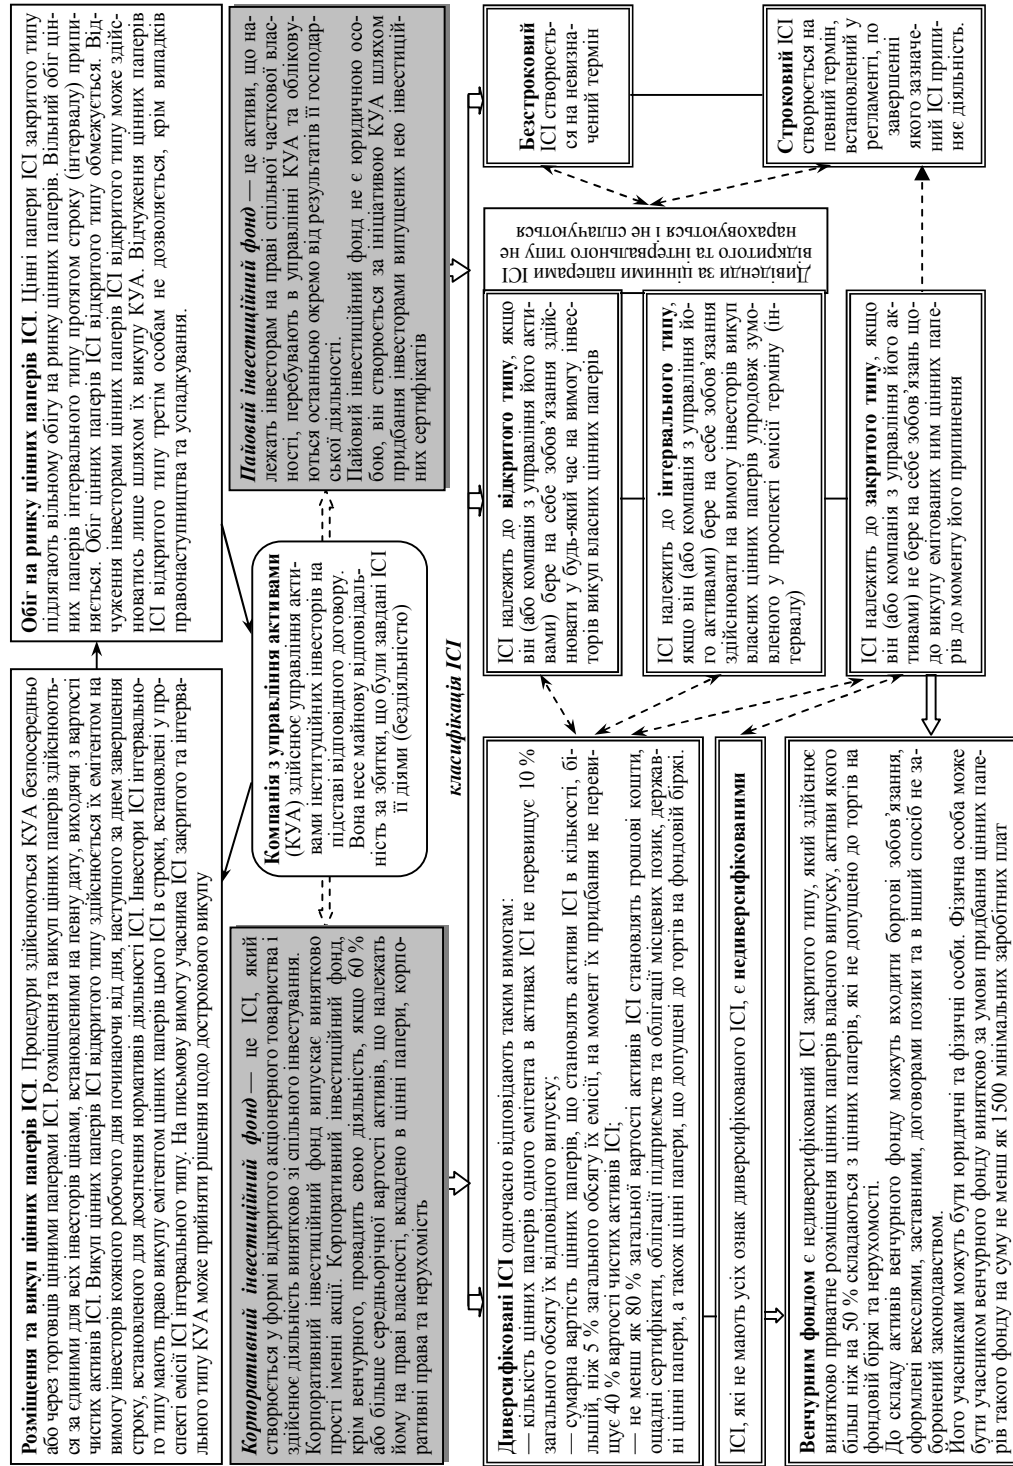 Розміщення та викуп цінних паперів ІСІ. Процедури здійснюються КУА безпосередньо
або через торговців цінними паперами ІСІ. Розміщення та викуп цінних паперів здійснюють-
ся за єдиними для всіх інвесторів цінами, встановленими на певну дату, виходячи з вартості
чистих активів ІСІ. Викуп цінних паперів ІСІ відкритого типу здійснюється їх емітентом на
вимогу інвесторів кожного робочого дня починаючи від дня, наступного за днем завершення
строку, встановленого для досягнення нормативів діяльності ІСІ. Інвестори ІСІ інтервально-
го типу мають право викупу емітентом цінних паперів цього ІСІ в строки, встановлені у про-
спекті емісії ІСІ інтервального типу. На письмову вимогу учасника ІСІ закритого та інтерва-
льного типу КУА може прийняти рішення щодо дострокового викупу
Обіг на ринку цінних паперів ІСІ. Цінні папери ІСІ закритого типу
підлягають вільному обігу на ринку цінних паперів. Вільний обіг цін-
них паперів інтервального типу протягом строку (інтервалу) припи-
няється. Обіг цінних паперів ІСІ відкритого типу обмежується. Від-
чуження інвесторами цінних паперів ІСІ відкритого типу може здійс-
нюватись лише шляхом їх викупу КУА. Відчуження цінних паперів
ІСІ відкритого типу третім особам не дозволяється, крім випадків
правонаступництва та успадкування.
Корпоративний інвестиційний фонд — це ІСІ, який
створюється у формі відкритого акціонерного товариства і
здійснює діяльність виняткового зі спільного інвестування.
Корпоративний інвестиційний фонд випускає винятково
прості іменні акції. Корпоративний інвестиційний фонд,
крім венчурного, провадить свою діяльність, якщо 60 %
або більше середньорічної вартості активів, що належать
йому на праві власності, вкладено в цінні папери, корпо-
ративні права та нерухомість
Компанія з управління активами
(КУА) здійснює управління акти-
вами інституційних інвесторів на
підставі відповідного договору.
Вона несе майнову відповідаль-
ність за збитки, що були завдані ІСІ
її діями (бездіяльністю)
Пайовий інвестиційний фонд — це активи, що на-
лежать інвесторам на праві спільної часткової влас-
ності, перебувають в управлінні КУА та обліковy-
ються останньою окремо від результатів її господар-
ської діяльності.
Пайовий інвестиційний фонд не є юридичною осо-
бою, він створюється за ініціативою КУА шляхом
придбання інвесторами випущених нею інвестицій-
них сертифікатів
класифікація ІСІ
Диверсифіковані ІСІ одночасно відповідають таким вимогам:
— кількість цінних паперів одного емітента в активах ІСІ не перевищує 10 %
загального обсягу їх відповідного випуску;
— сумарна вартість цінних паперів, що становлять активи ІСІ в кількості, бі-
льшій, ніж 5 % загального обсягу їх емісії, на момент їх придбання не переви-
щує 40 % вартості чистих активів ІСІ;
— не менш як 80 % загальної вартості активів ІСІ становлять грошові кошти,
ощадні сертифікати, облігації підприємств та облігації місцевих позик, держав-
ні цінні папери, а також цінні папери, що допущені до торгів на фондовій біржі.
ІСІ, які не мають усіх ознак диверсифікованого ІСІ, є недиверсифікованими
Венчурним фондом є недиверсифікований ІСІ закритого типу, який здійснює
винятково приватне розміщення цінних паперів власного випуску, активи якого
більш ніж на 50 % складаються з цінних паперів, які не допущено до торгів на
фондовій біржі та нерухомості.
До складу активів венчурного фонду можуть входити боргові зобов’язання,
оформлені векселями, заставними, договорами позики та в інший спосіб не за-
боронений законодавством.
Його учасниками можуть бути юридичні та фізичні особи. Фізична особа може
бути учасником венчурного фонду винятково за умови придбання цінних папе-
рів такого фонду на суму не менш як 1500 мінімальних заробітних плат
ІСІ належить до відкритого типу, якщо
він (або компанія з управління його акти-
вами) бере на себе зобов’язання здійс-
нювати у будь-який час на вимогу інвес-
торів викуп власних цінних паперів
ІСІ належить до інтервального типу,
якщо він (або компанія з управління йо-
го активами) бере на себе зобов’язання
здійснювати на вимогу інвесторів викуп
власних цінних паперів упродовж зумо-
вленого у проспекті емісії терміну (ін-
тервалу)
ІСІ належить до закритого типу, якщо
він (або компанія з управління його ак-
тивами) не бере на себе зобов’язань що-
до викупу емітованих ним цінних папе-
рів до моменту його припинення
Дивіденди за цінними паперами ІСІ
відкритого та інтервального типу не
нараховуються і не сплачуються
Безстроковий
ІСІ створюєть-
ся на невизна-
чений термін
Строковий ІСІ
створюється на
певний термін,
встановлений у
регламенті, по
завершенні
якого зазначе-
ний ІСІ припи-
няє діяльність.